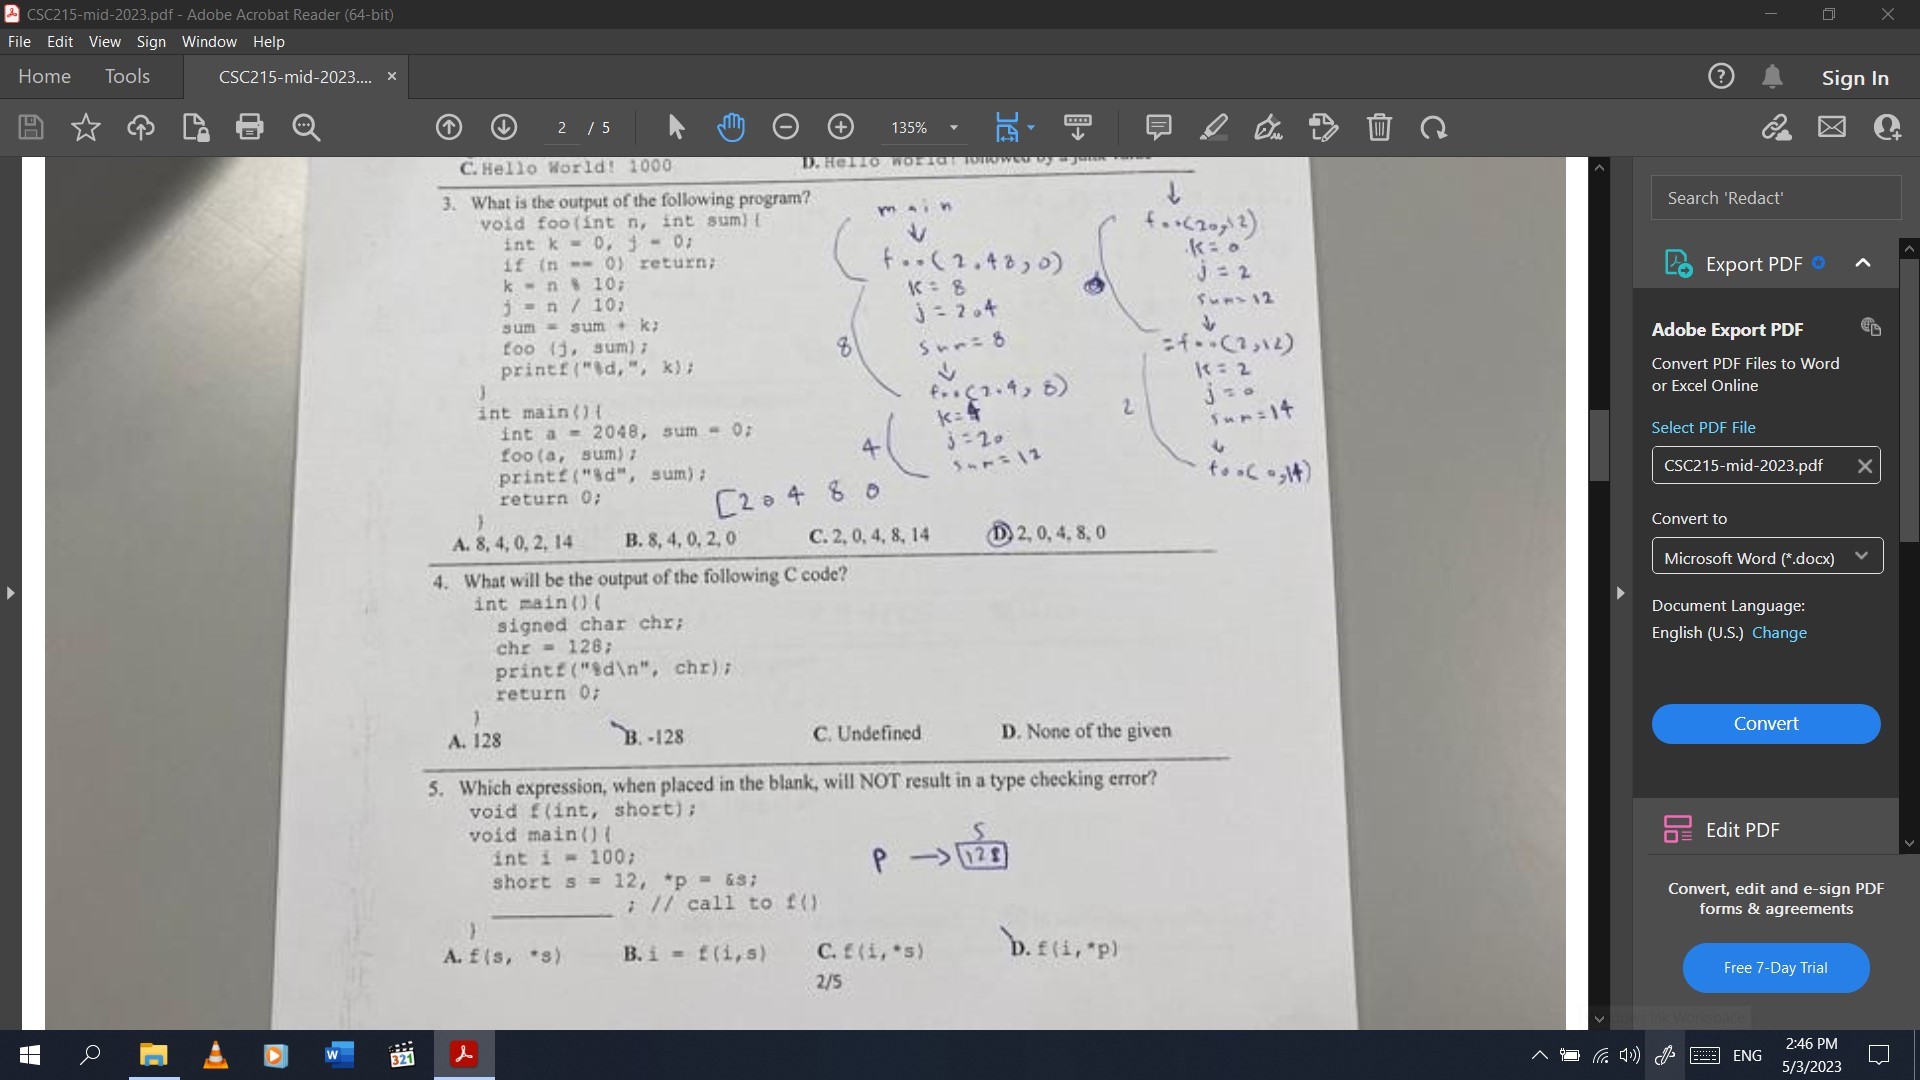 CSC215-mid-2023.pdf - Adobe Acrobat Reader (64-bit)
File Edit View Sign Window Help
Home Tools CSC215-mid-2023.... × Sign In
2 / 5 135%
C. Hello World! 1000 D. Hello World! followed by a junk value
3. What is the output of the following program?
void foo(int n, int sum){
int k = 0, j = 0;
if (n == 0) return;
k = n % 10;
j = n / 10;
sum = sum + k;
foo (j, sum);
printf("%d,", k);
}
int main(){
int a = 2048, sum = 0;
foo(a, sum);
printf("%d", sum);
return 0;
}
main
foo(2048,0)
k = 8
j = 204
sum = 8
8
foo(204, 8)
k=4
j=20
sum=12
4
foo(20,12)
k=0
j=2
sum=12
=foo(2,12)
k=2
j=0
sum=14
2
foo(0,14)
[2 0 4 8 0
A. 8, 4, 0, 2, 14 B. 8, 4, 0, 2, 0 C. 2, 0, 4, 8, 14 D. 2, 0, 4, 8, 0
4. What will be the output of the following C code?
int main(){
signed char chr;
chr = 128;
printf("%d\n", chr);
return 0;
}
A. 128 B. -128 C. Undefined D. None of the given
5. Which expression, when placed in the blank, will NOT result in a type checking error?
void f(int, short);
void main(){
int i = 100;
short s = 12, *p = &s;
; // call to f()
}
S
P → 128
A. f(s, *s) B. i = f(i,s) C. f(i,*s) D. f(i,*p)
2/5
Search 'Redact'
Export PDF
Adobe Export PDF
Convert PDF Files to Word
or Excel Online
Select PDF File
CSC215-mid-2023.pdf
Convert to
Microsoft Word (*.docx)
Document Language:
English (U.S.) Change
Convert
Edit PDF
Convert, edit and e-sign PDF
forms & agreements
Free 7-Day Trial
321
ENG
2:46 PM
5/3/2023